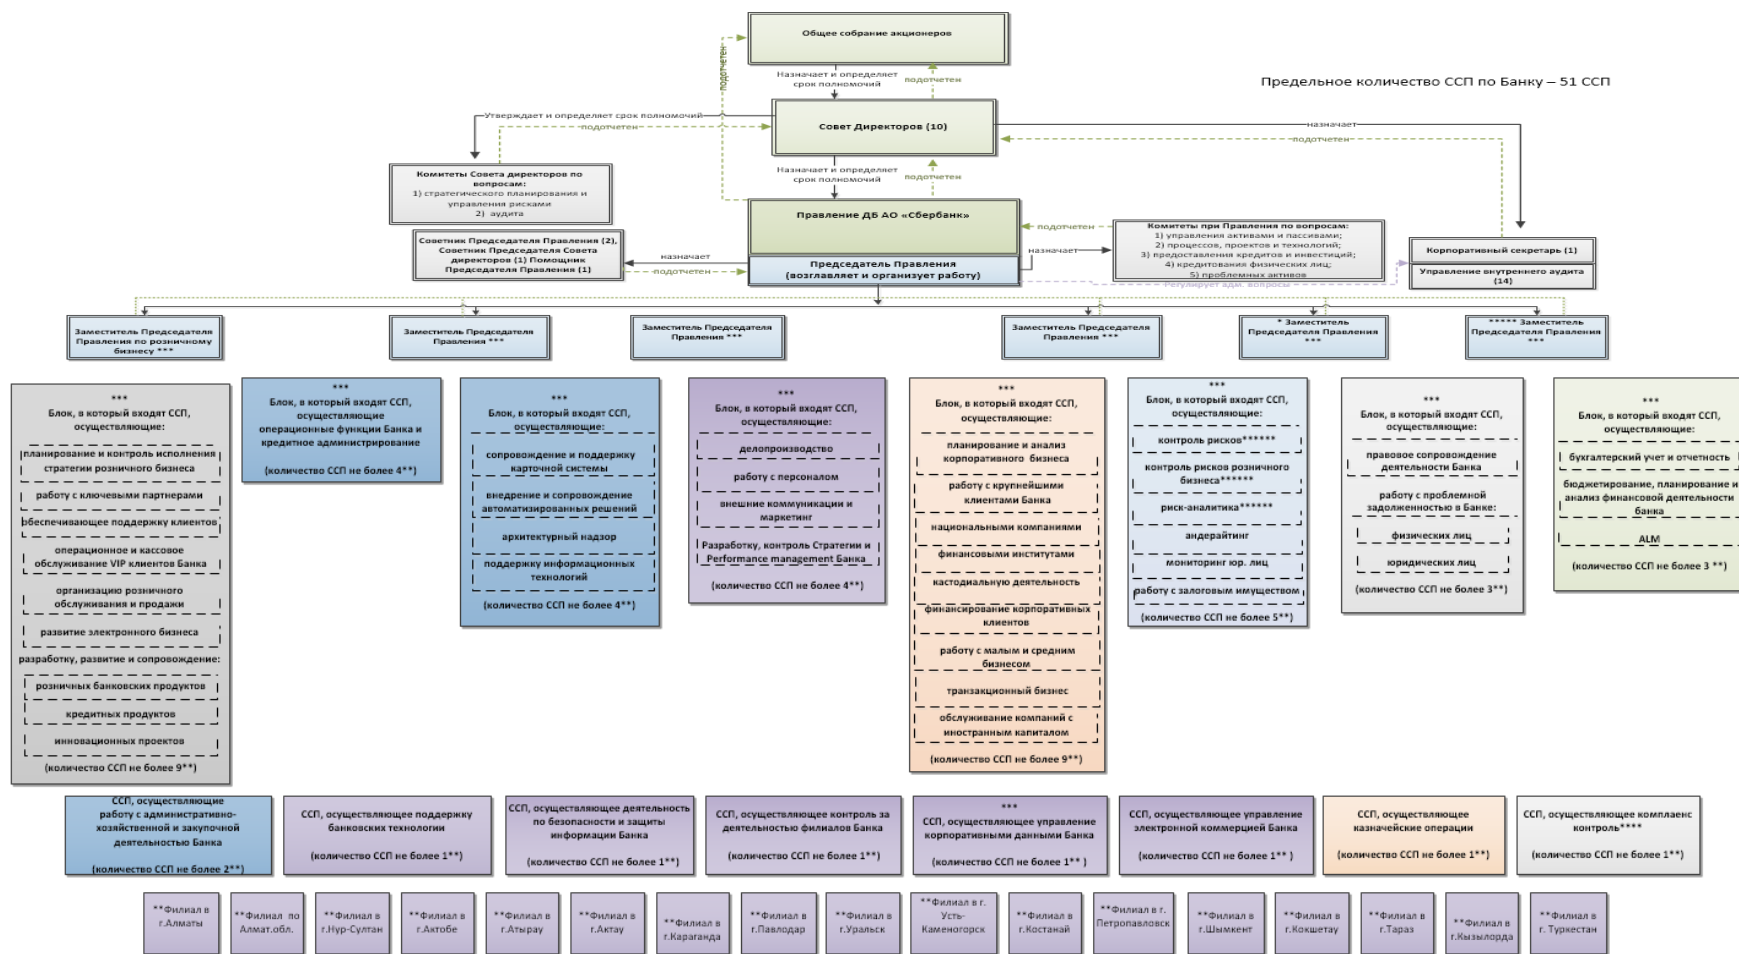 Общее собрание акционеров
подотчетен
Назначает и определяет
срок полномочий
подотчетен
Предельное количество ССП по Банку – 51 ССП
Утверждает и определяет срок полномочий
подотчетен
Совет Директоров (10)
назначает
подотчетен
Назначает и определяет
срок полномочий
подотчетен
Комитеты Совета директоров по
вопросам:
1) стратегического планирования и
управления рисками
2) аудита
Правление ДБ АО «Сбербанк»
подотчетен
Комитеты при Правления по вопросам:
1) управления активами и пассивами;
2) процессов, проектов и технологий;
3) предоставления кредитов и инвестиций;
4) кредитования физических лиц;
5) проблемных активов
Советник Председателя Правления (2),
Советник Председателя Совета
директоров (1) Помощник
Председателя Правления (1)
назначает
подотчетен
Председатель Правления
(возглавляет и организует работу)
назначает
Регулирует адм. вопросы
Корпоративный секретарь (1)
Управление внутреннего аудита
(14)
Заместитель Председателя
Правления по розничному
бизнесу ***
Заместитель Председателя
Правления ***
Заместитель Председателя
Правления ***
Заместитель Председателя
Правления ***
* Заместитель
Председателя Правления
***
***** Заместитель
Председателя Правления
***
***
Блок, в который входят ССП,
осуществляющие:
планирование и контроль исполнения
стратегии розничного бизнеса
работу с ключевыми партнерами
обеспечивающее поддержку клиентов
операционное и кассовое
обслуживание VIP клиентов Банка
организацию розничного
обслуживания и продажи
развитие электронного бизнеса
разработку, развитие и сопровождение:
розничных банковских продуктов
кредитных продуктов
инновационных проектов
(количество ССП не более 9**)
***
Блок, в который входят ССП,
осуществляющие
операционные функции Банка и
кредитное администрирование
(количество ССП не более 4**)
***
Блок, в который входят ССП,
осуществляющие:
сопровождение и поддержку
карточной системы
внедрение и сопровождение
автоматизированных решений
архитектурный надзор
поддержку информационных
технологий
(количество ССП не более 4**)
***
Блок, в который входят ССП,
осуществляющие:
делопроизводство
работу с персоналом
внешние коммуникации и
маркетинг
Разработку, контроль Стратегии и
Performance management Банка
(количество ССП не более 4**)
***
Блок, в который входят ССП,
осуществляющие:
планирование и анализ
корпоративного бизнеса
работу с крупнейшими
клиентами Банка
национальными компаниями
финансовыми институтами
кастодиальную деятельность
финансирование корпоративных
клиентов
работу с малым и средним
бизнесом
транзакционный бизнес
обслуживание компаний с
иностранным капиталом
(количество ССП не более 9**)
***
Блок, в который входят ССП,
осуществляющие:
контроль рисков******
контроль рисков розничного
бизнеса******
риск-аналитика******
андерайтинг
мониторинг юр. лиц
работу с залоговым имуществом
(количество ССП не более 5**)
***
Блок, в который входят ССП,
осуществляющие:
правовое сопровождение
деятельности Банка
работу с проблемной
задолженностью в Банке:
физических лиц
юридических лиц
(количество ССП не более 3**)
***
Блок, в который входят ССП,
осуществляющие:
бухгалтерский учет и отчетность
бюджетирование, планирование и
анализ финансовой деятельности
банка
ALM
(количество ССП не более 3 **)
ССП, осуществляющие
работу с административно-
хозяйственной и закупочной
деятельностью Банка
(количество ССП не более 2**)
ССП, осуществляющее поддержку
банковских технологии
(количество ССП не более 1**)
ССП, осуществляющее деятельность
по безопасности и защиты
информации Банка
(количество ССП не более 1**)
ССП, осуществляющее контроль за
деятельностью филиалов Банка
(количество ССП не более 1**)
***
ССП, осуществляющее управление
корпоративными данными Банка
(количество ССП не более 1** )
ССП, осуществляющее управление
электронной коммерцией Банка
(количество ССП не более 1** )
ССП, осуществляющее
казначейские операции
(количество ССП не более 1**)
ССП, осуществляющее комплаенс
контроль****
(количество ССП не более 1**)
**Филиал в
г.Алматы
**Филиал по
Алмат.обл.
**Филиал в
г.Нур-Султан
**Филиал в
г.Актобе
**Филиал в
г.Атырау
**Филиал в
г.Актау
**Филиал в
г.Караганда
**Филиал в
г.Павлодар
**Филиал в
г.Уральск
**Филиал в г.
Усть-
Каменогорск
**Филиал в
г.Костанай
**Филиал в г.
Петропавловск
**Филиал в
г.Шымкент
**Филиал в
г.Кокшетау
**Филиал в
г.Тараз
**Филиал в
г.Кызылорда
**Филиал в
г. Туркестан